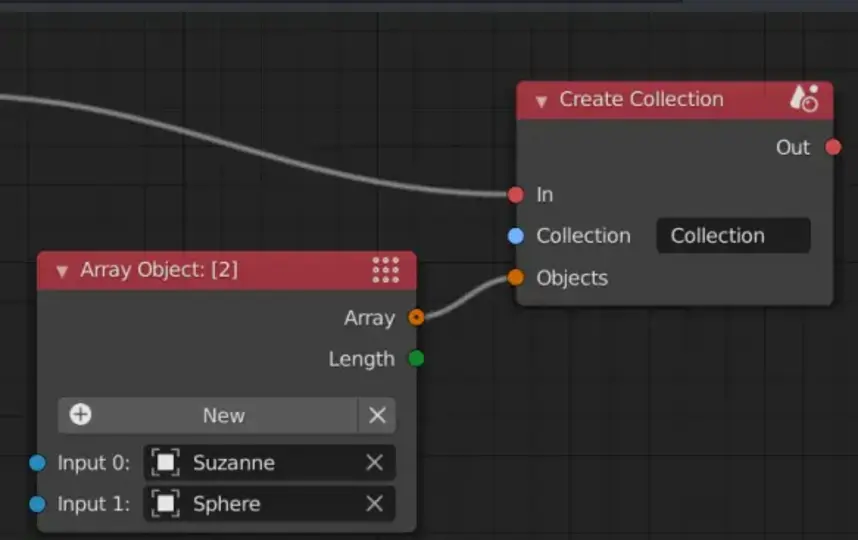 Create Collection
Out
In
Collection Collection
Objects
Array Object: [2]
Array
Length
New
Input 0: Suzanne
Input 1: Sphere